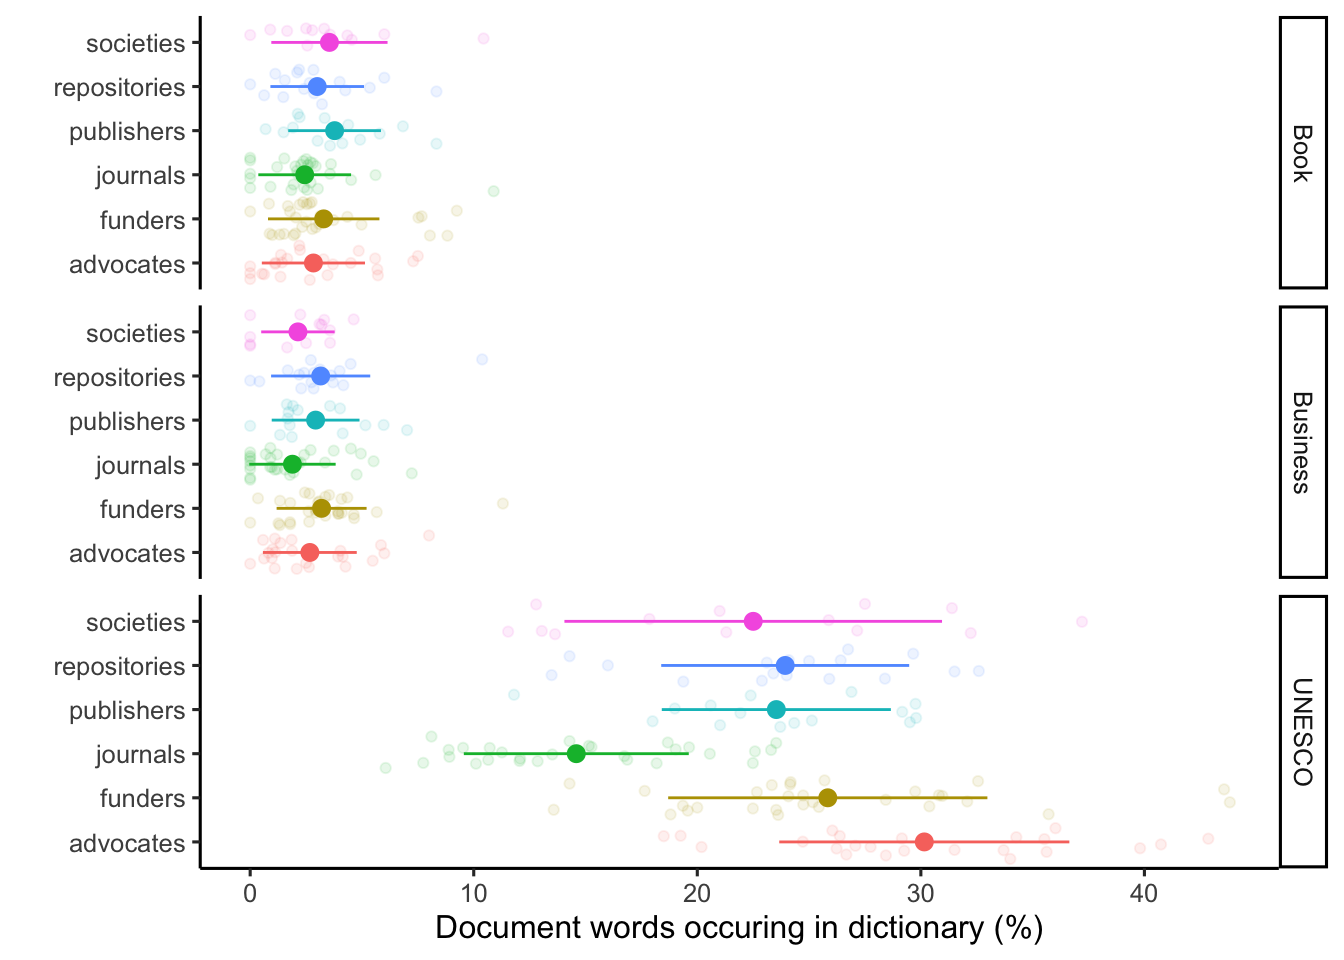 societies
repositories
publishers
journals
funders
advocates
Book
societies
repositories
publishers
journals
funders
advocates
Business
societies
repositories
publishers
journals
funders
advocates
UNESCO
0 10 20 30 40
Document words occuring in dictionary (%)